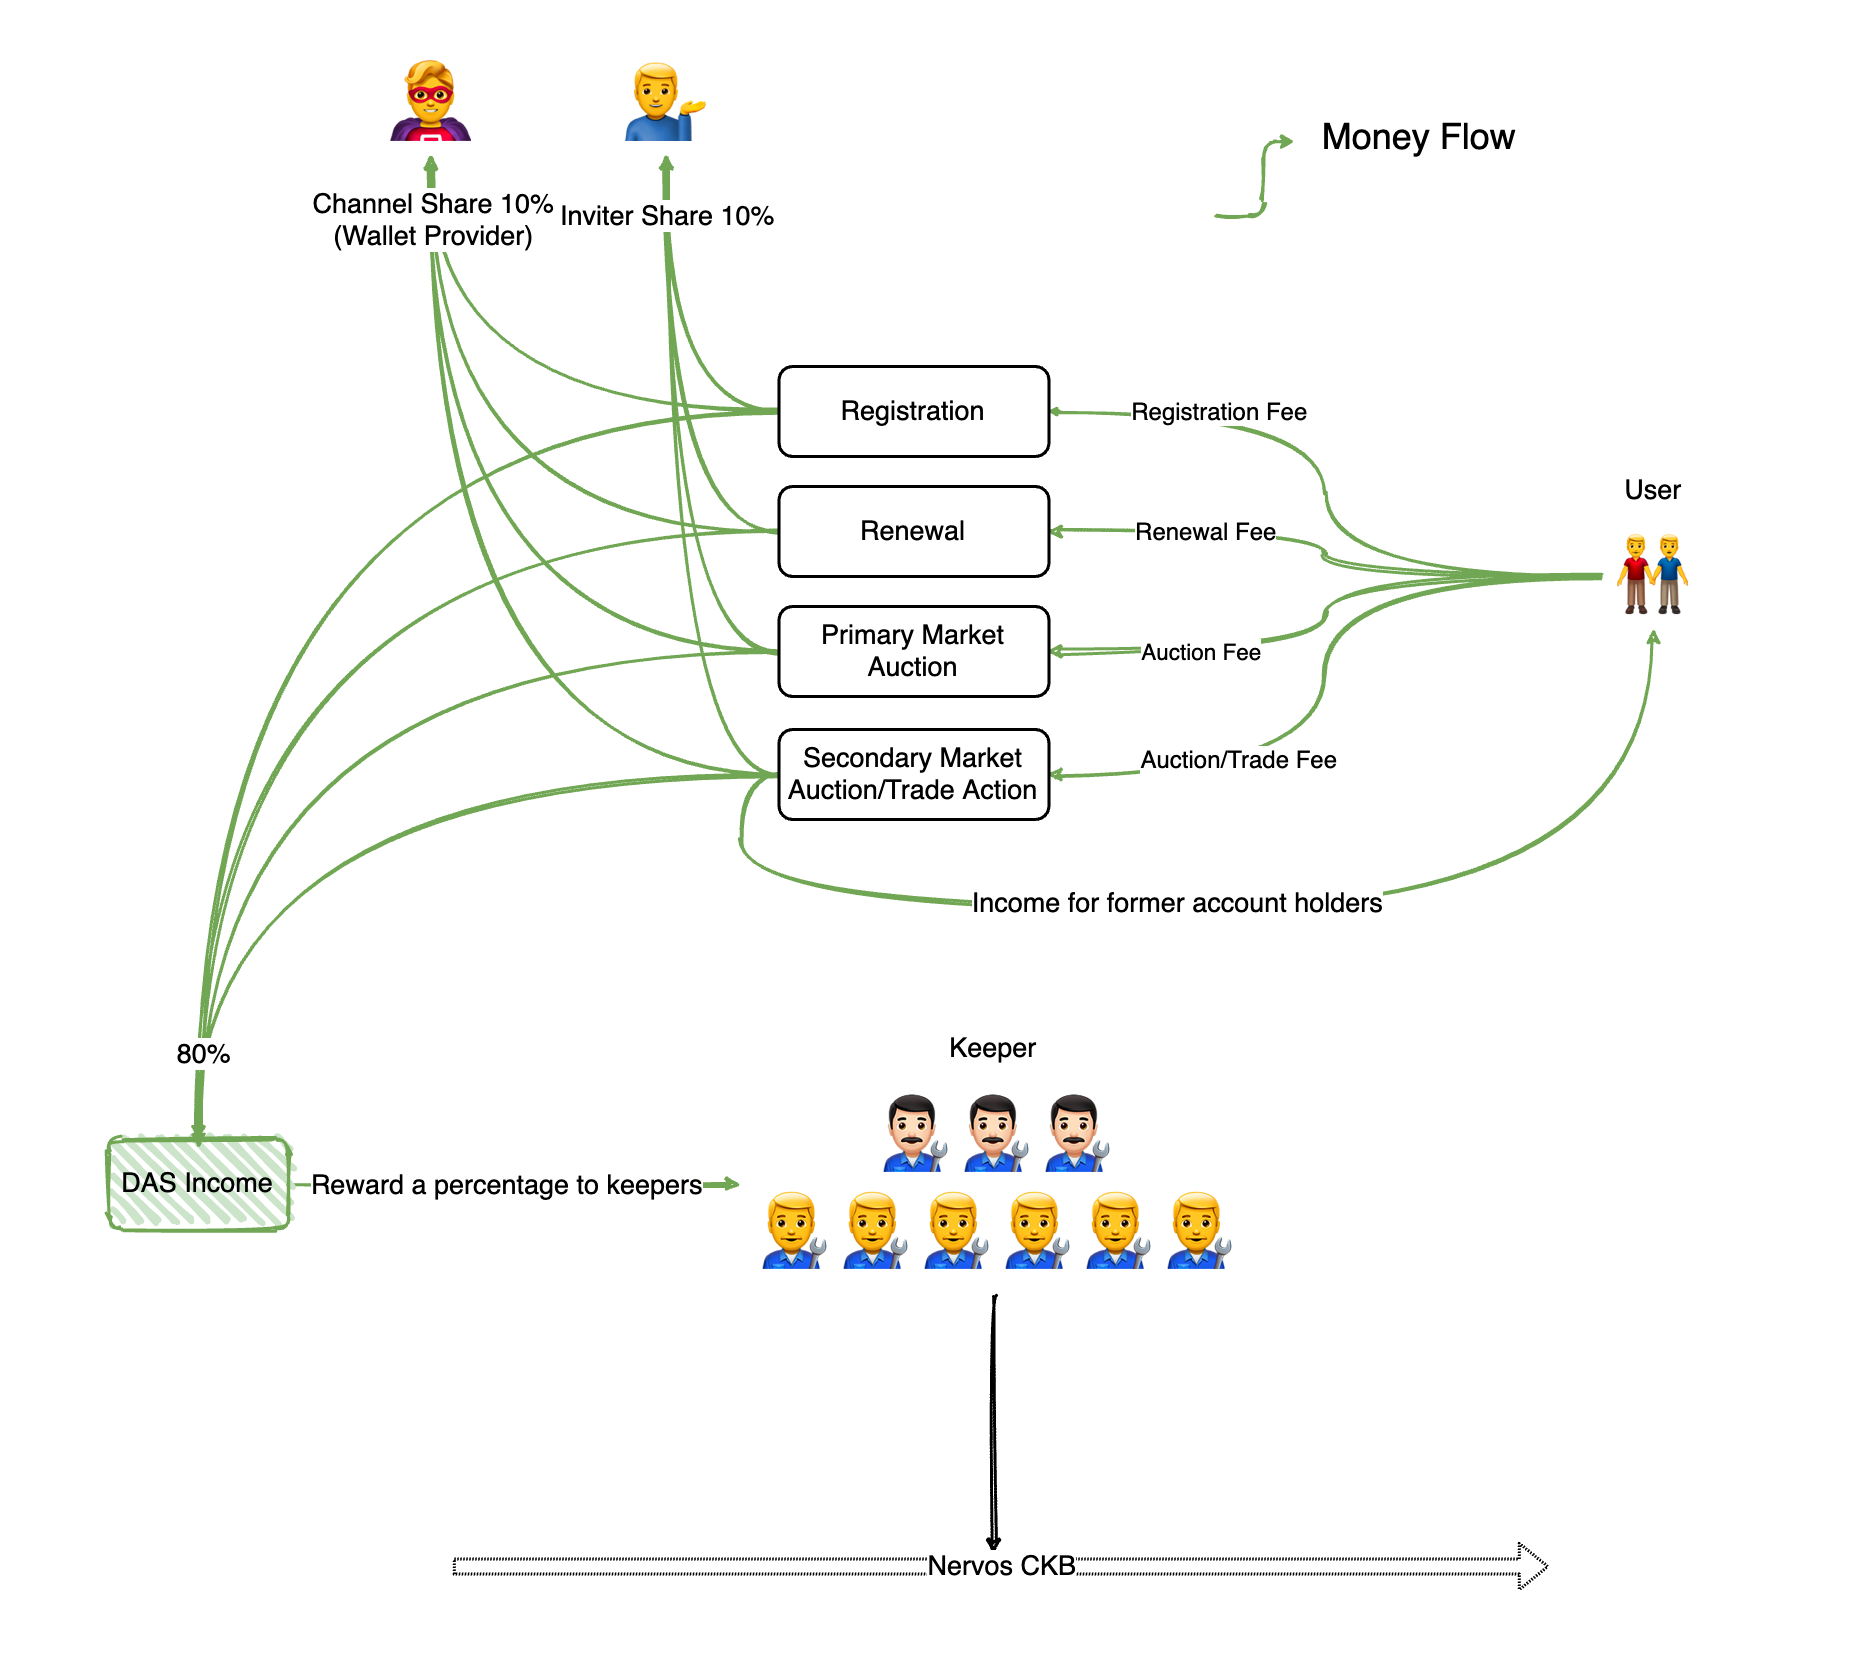 Money Flow
Channel Share 10%
(Wallet Provider)
Inviter Share 10%
Registration
Registration Fee
User
Renewal
Renewal Fee
Primary Market
Auction
Auction Fee
Secondary Market
Auction/Trade Action
Auction/Trade Fee
Income for former account holders
80%
Keeper
DAS Income
Reward a percentage to keepers
Nervos CKB